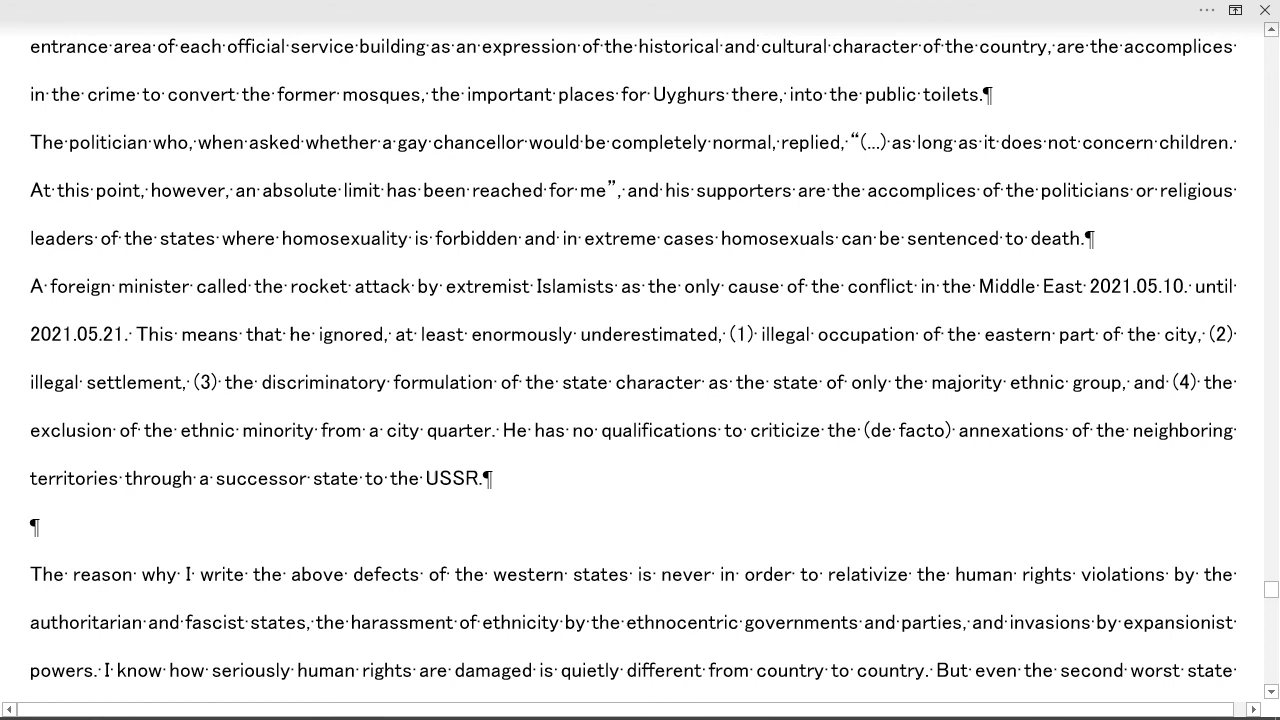 entrance area of each official service building as an expression of the historical and cultural character of the country, are the accomplices
in the crime to convert the former mosques, the important places for Uyghurs there, into the public toilets.¶
The politician who, when asked whether a gay chancellor would be completely normal, replied, “(...) as long as it does not concern children.
At this point, however, an absolute limit has been reached for me”, and his supporters are the accomplices of the politicians or religious
leaders of the states where homosexuality is forbidden and in extreme cases homosexuals can be sentenced to death.¶
A foreign minister called the rocket attack by extremist Islamists as the only cause of the conflict in the Middle East 2021.05.10. until
2021.05.21. This means that he ignored, at least enormously underestimated, (1) illegal occupation of the eastern part of the city, (2)
illegal settlement, (3) the discriminatory formulation of the state character as the state of only the majority ethnic group, and (4) the
exclusion of the ethnic minority from a city quarter. He has no qualifications to criticize the (de facto) annexations of the neighboring
territories through a successor state to the USSR.¶
¶
The reason why I write the above defects of the western states is never in order to relativize the human rights violations by the
authoritarian and fascist states, the harassment of ethnicity by the ethnocentric governments and parties, and invasions by expansionist
powers. I know how seriously human rights are damaged is quietly different from country to country. But even the second worst state